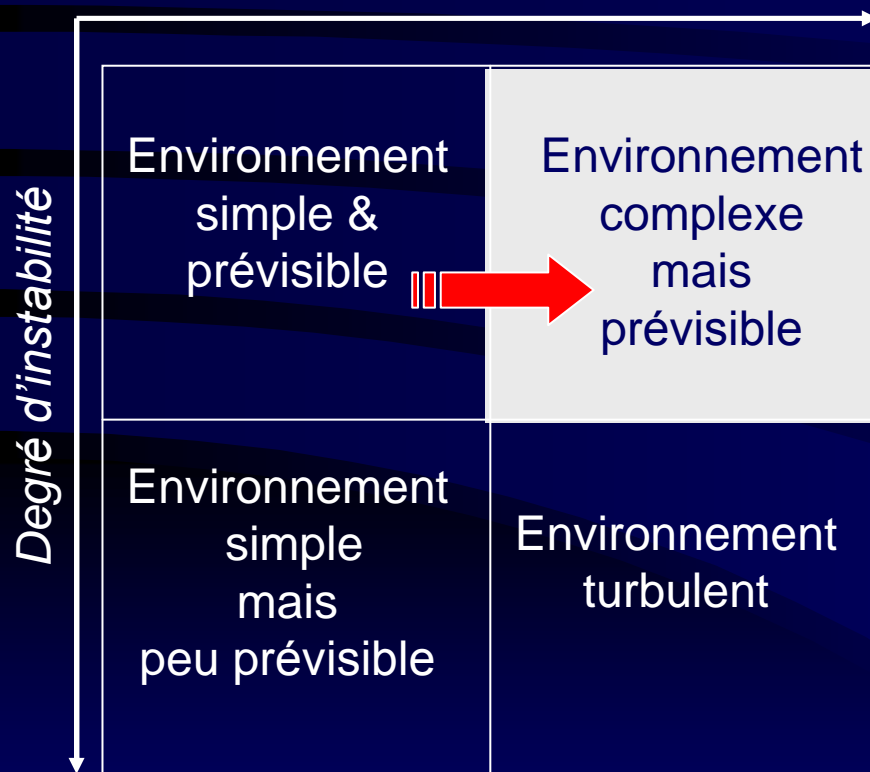 Degré d’instabilité
Environnement
simple &
prévisible
Environnement
complexe
mais
prévisible
Environnement
simple
mais
peu prévisible
Environnement
turbulent